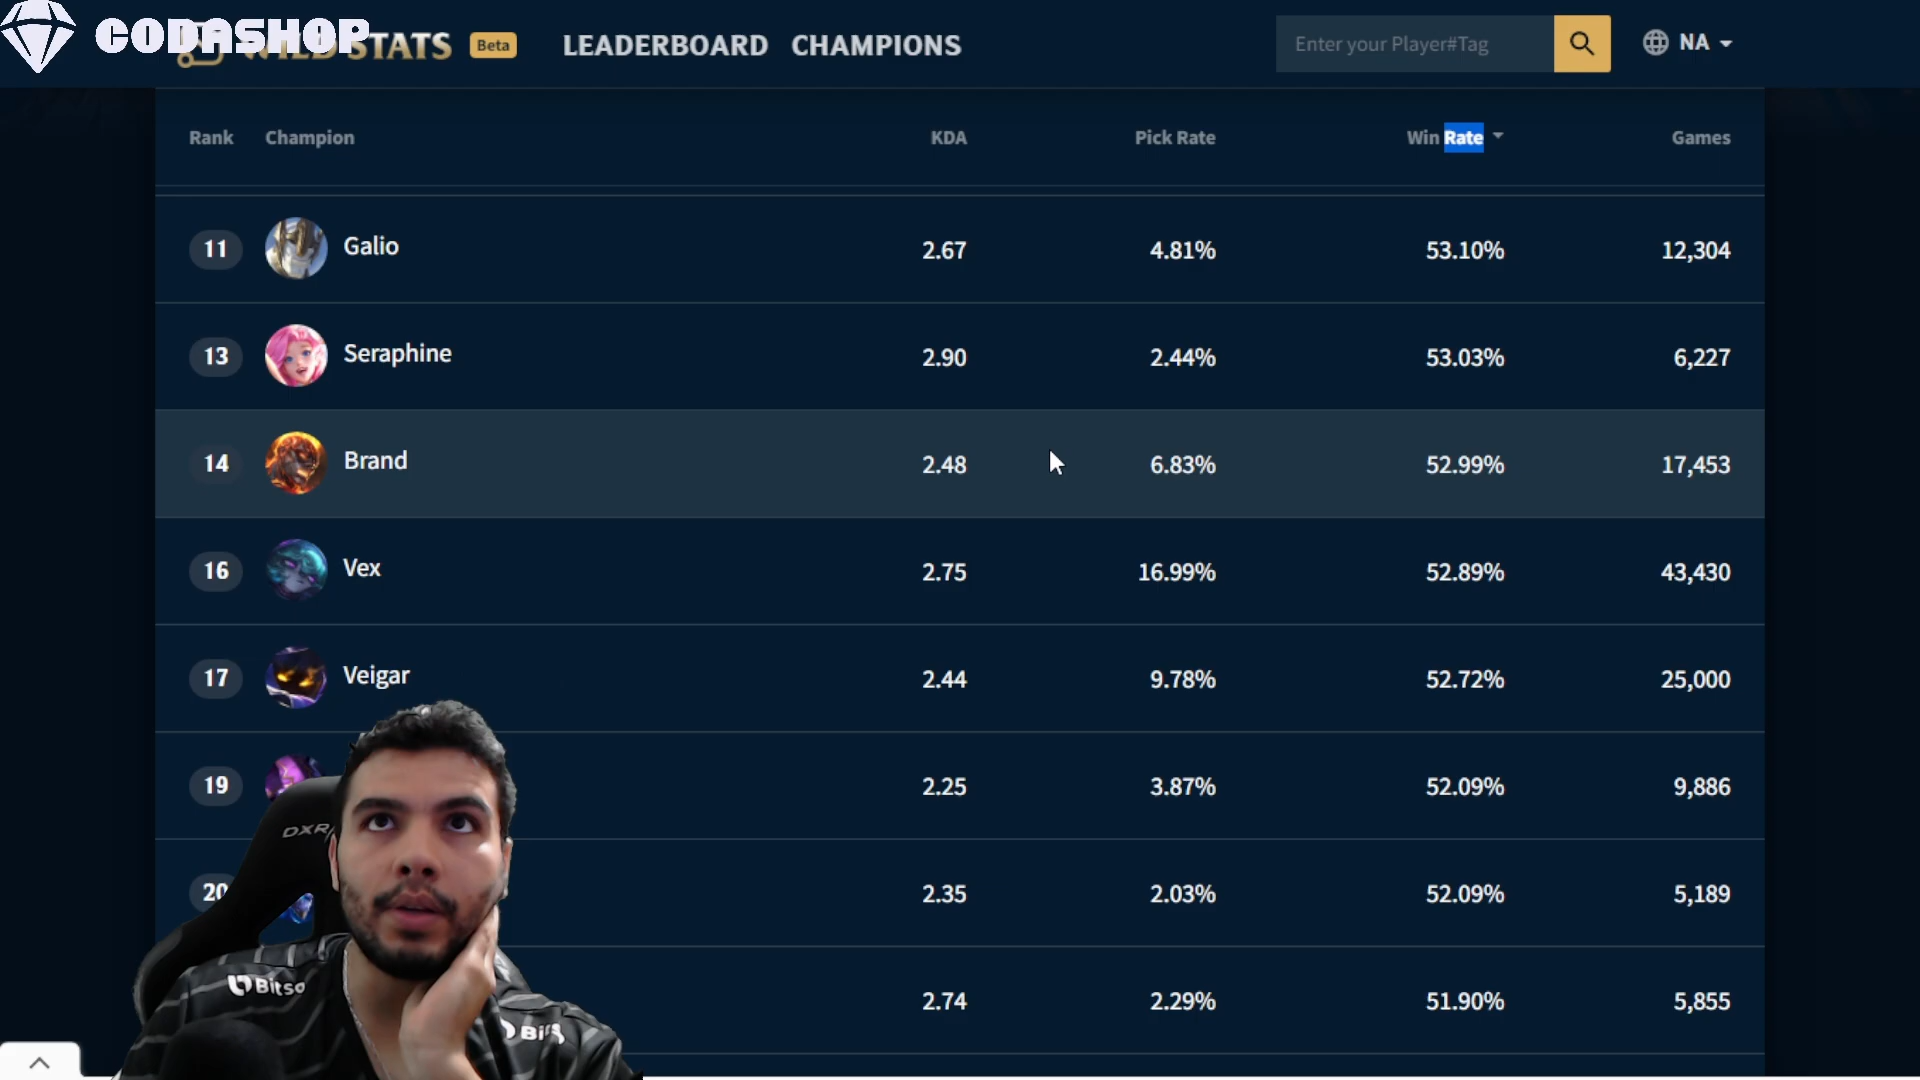 CODASHOP
WILD STATS Beta LEADERBOARD CHAMPIONS Enter your Player#Tag NA
Rank Champion KDA Pick Rate Win Rate Games
11 Galio 2.67 4.81% 53.10% 12,304
13 Seraphine 2.90 2.44% 53.03% 6,227
14 Brand 2.48 6.83% 52.99% 17,453
16 Vex 2.75 16.99% 52.89% 43,430
17 Veigar 2.44 9.78% 52.72% 25,000
19 2.25 3.87% 52.09% 9,886
DXR
20 2.35 2.03% 52.09% 5,189
Bitso
2.74 2.29% 51.90% 5,855